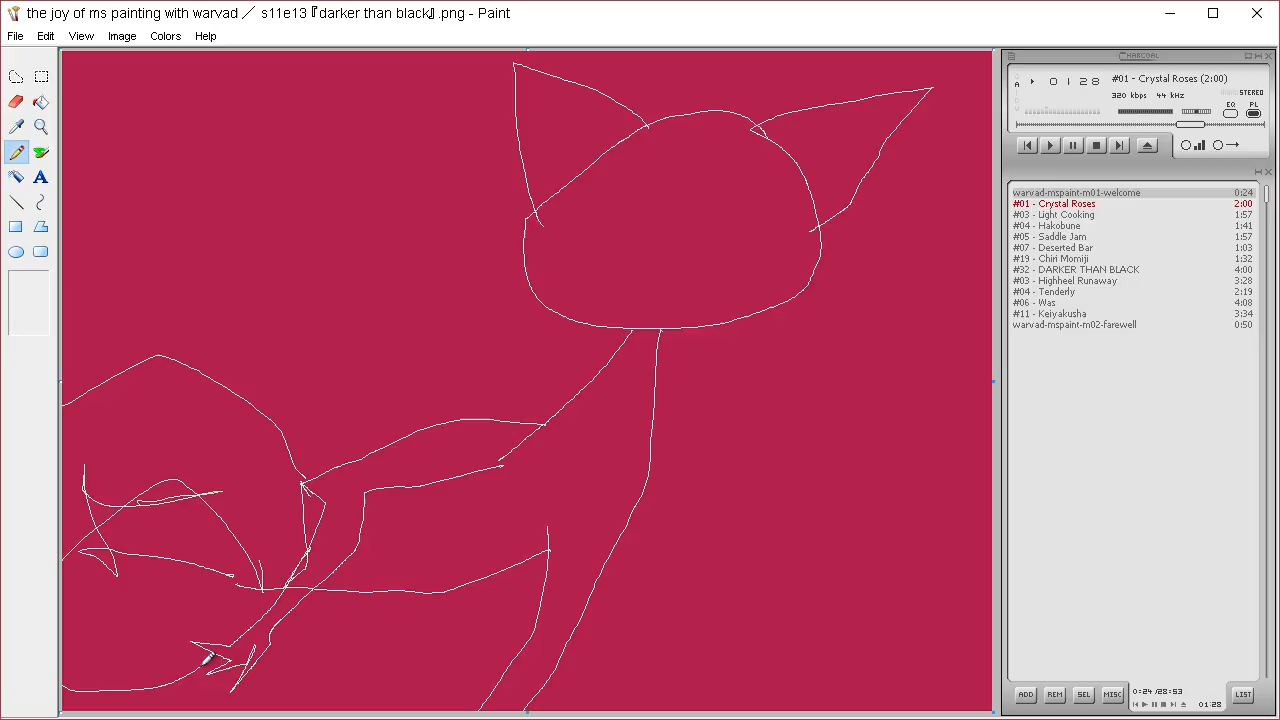 the joy of ms painting with warvad ／ s11e13『darker than black』.png - Paint
File Edit View Image Colors Help
CHARCOAL
0128 #01 - Crystal Roses (2:00)
320 kbps 44 kHz STEREO
EQ PL
warvad-mspaint-m01-welcome 0:24
#01 - Crystal Roses 2:00
#03 - Light Cooking 1:57
#04 - Hakobune 1:41
#05 - Saddle Jam 1:57
#07 - Deserted Bar 1:03
#19 - Chiri Momiji 1:32
#32 - DARKER THAN BLACK 4:00
#03 - Highheel Runaway 3:28
#04 - Tenderly 2:19
#06 - Was 4:08
#11 - Keiyakusha 3:34
warvad-mspaint-m02-farewell 0:50
ADD REM SEL MISC 0:24/28:53 01:28 LIST